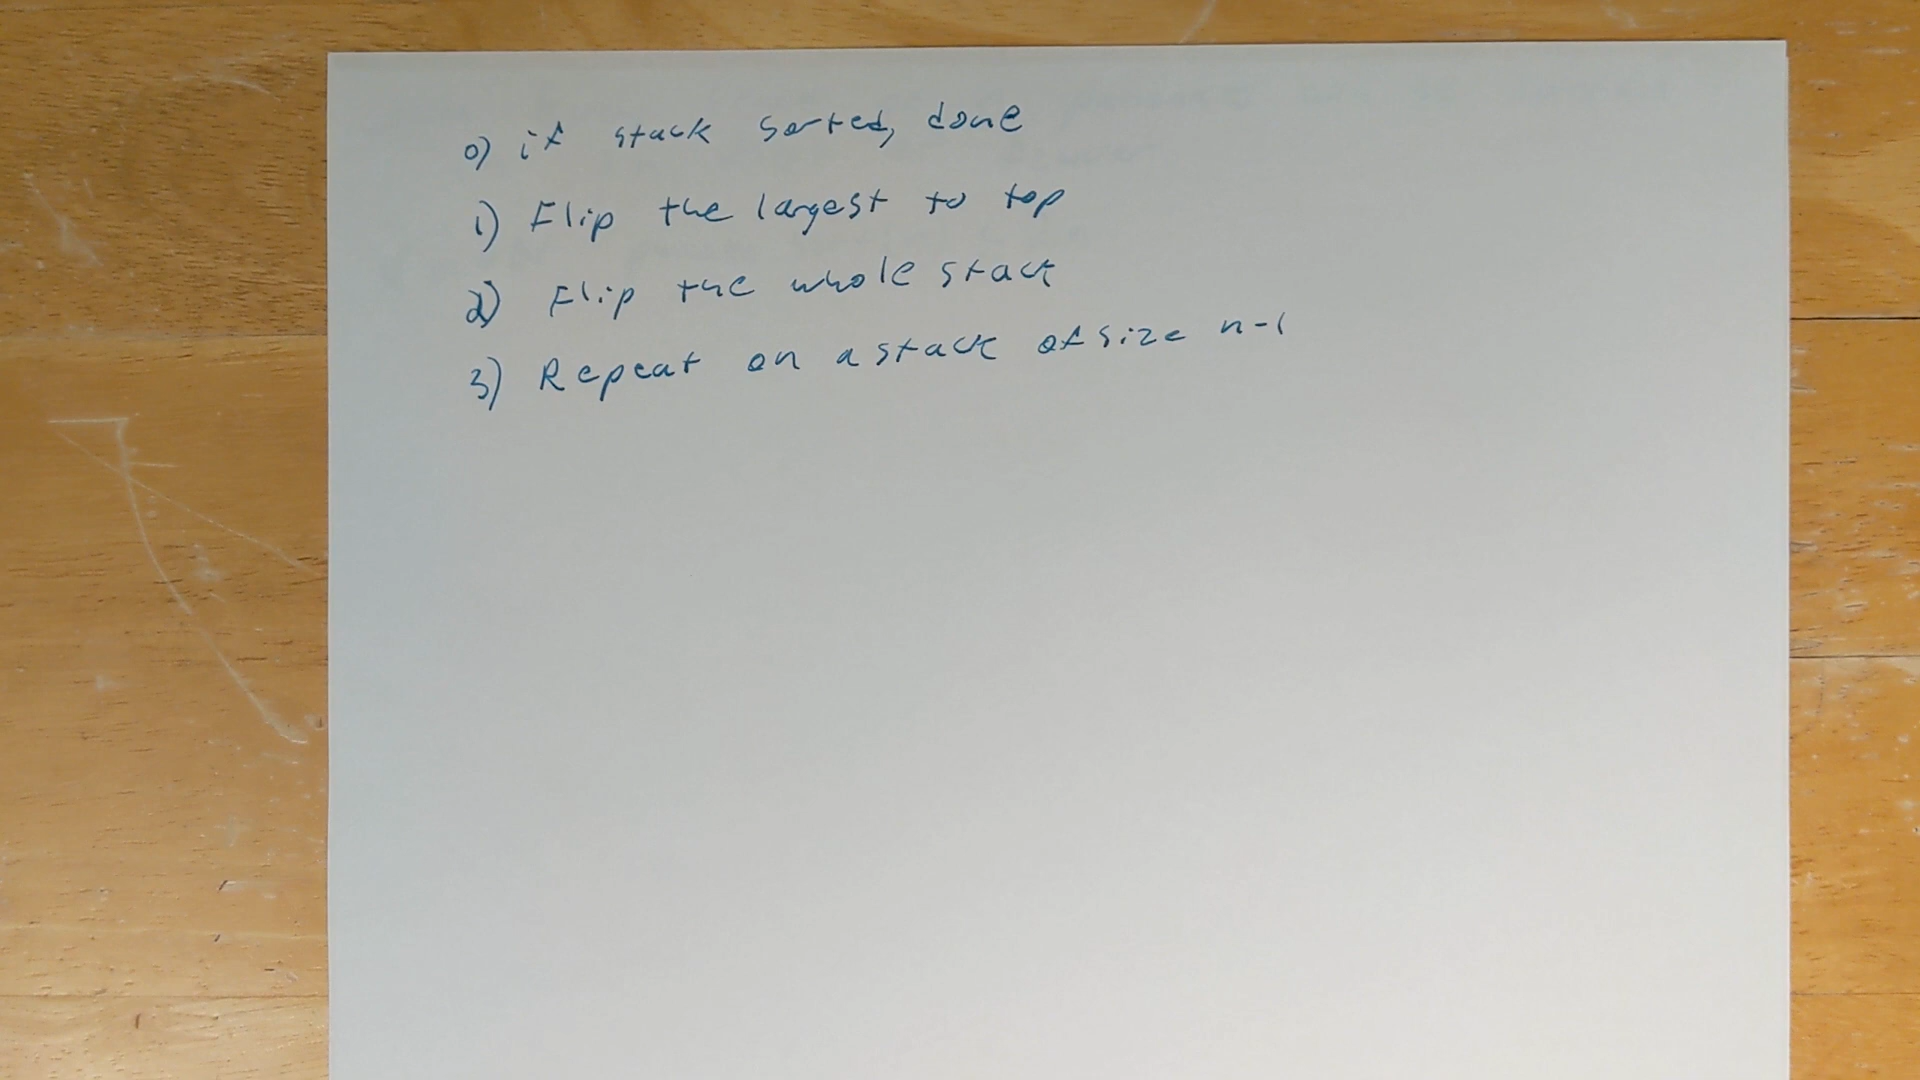 0) if stack sorted, done
1) Flip the largest to top
2) Flip the whole stack
3) Repeat on a stack of size n-1